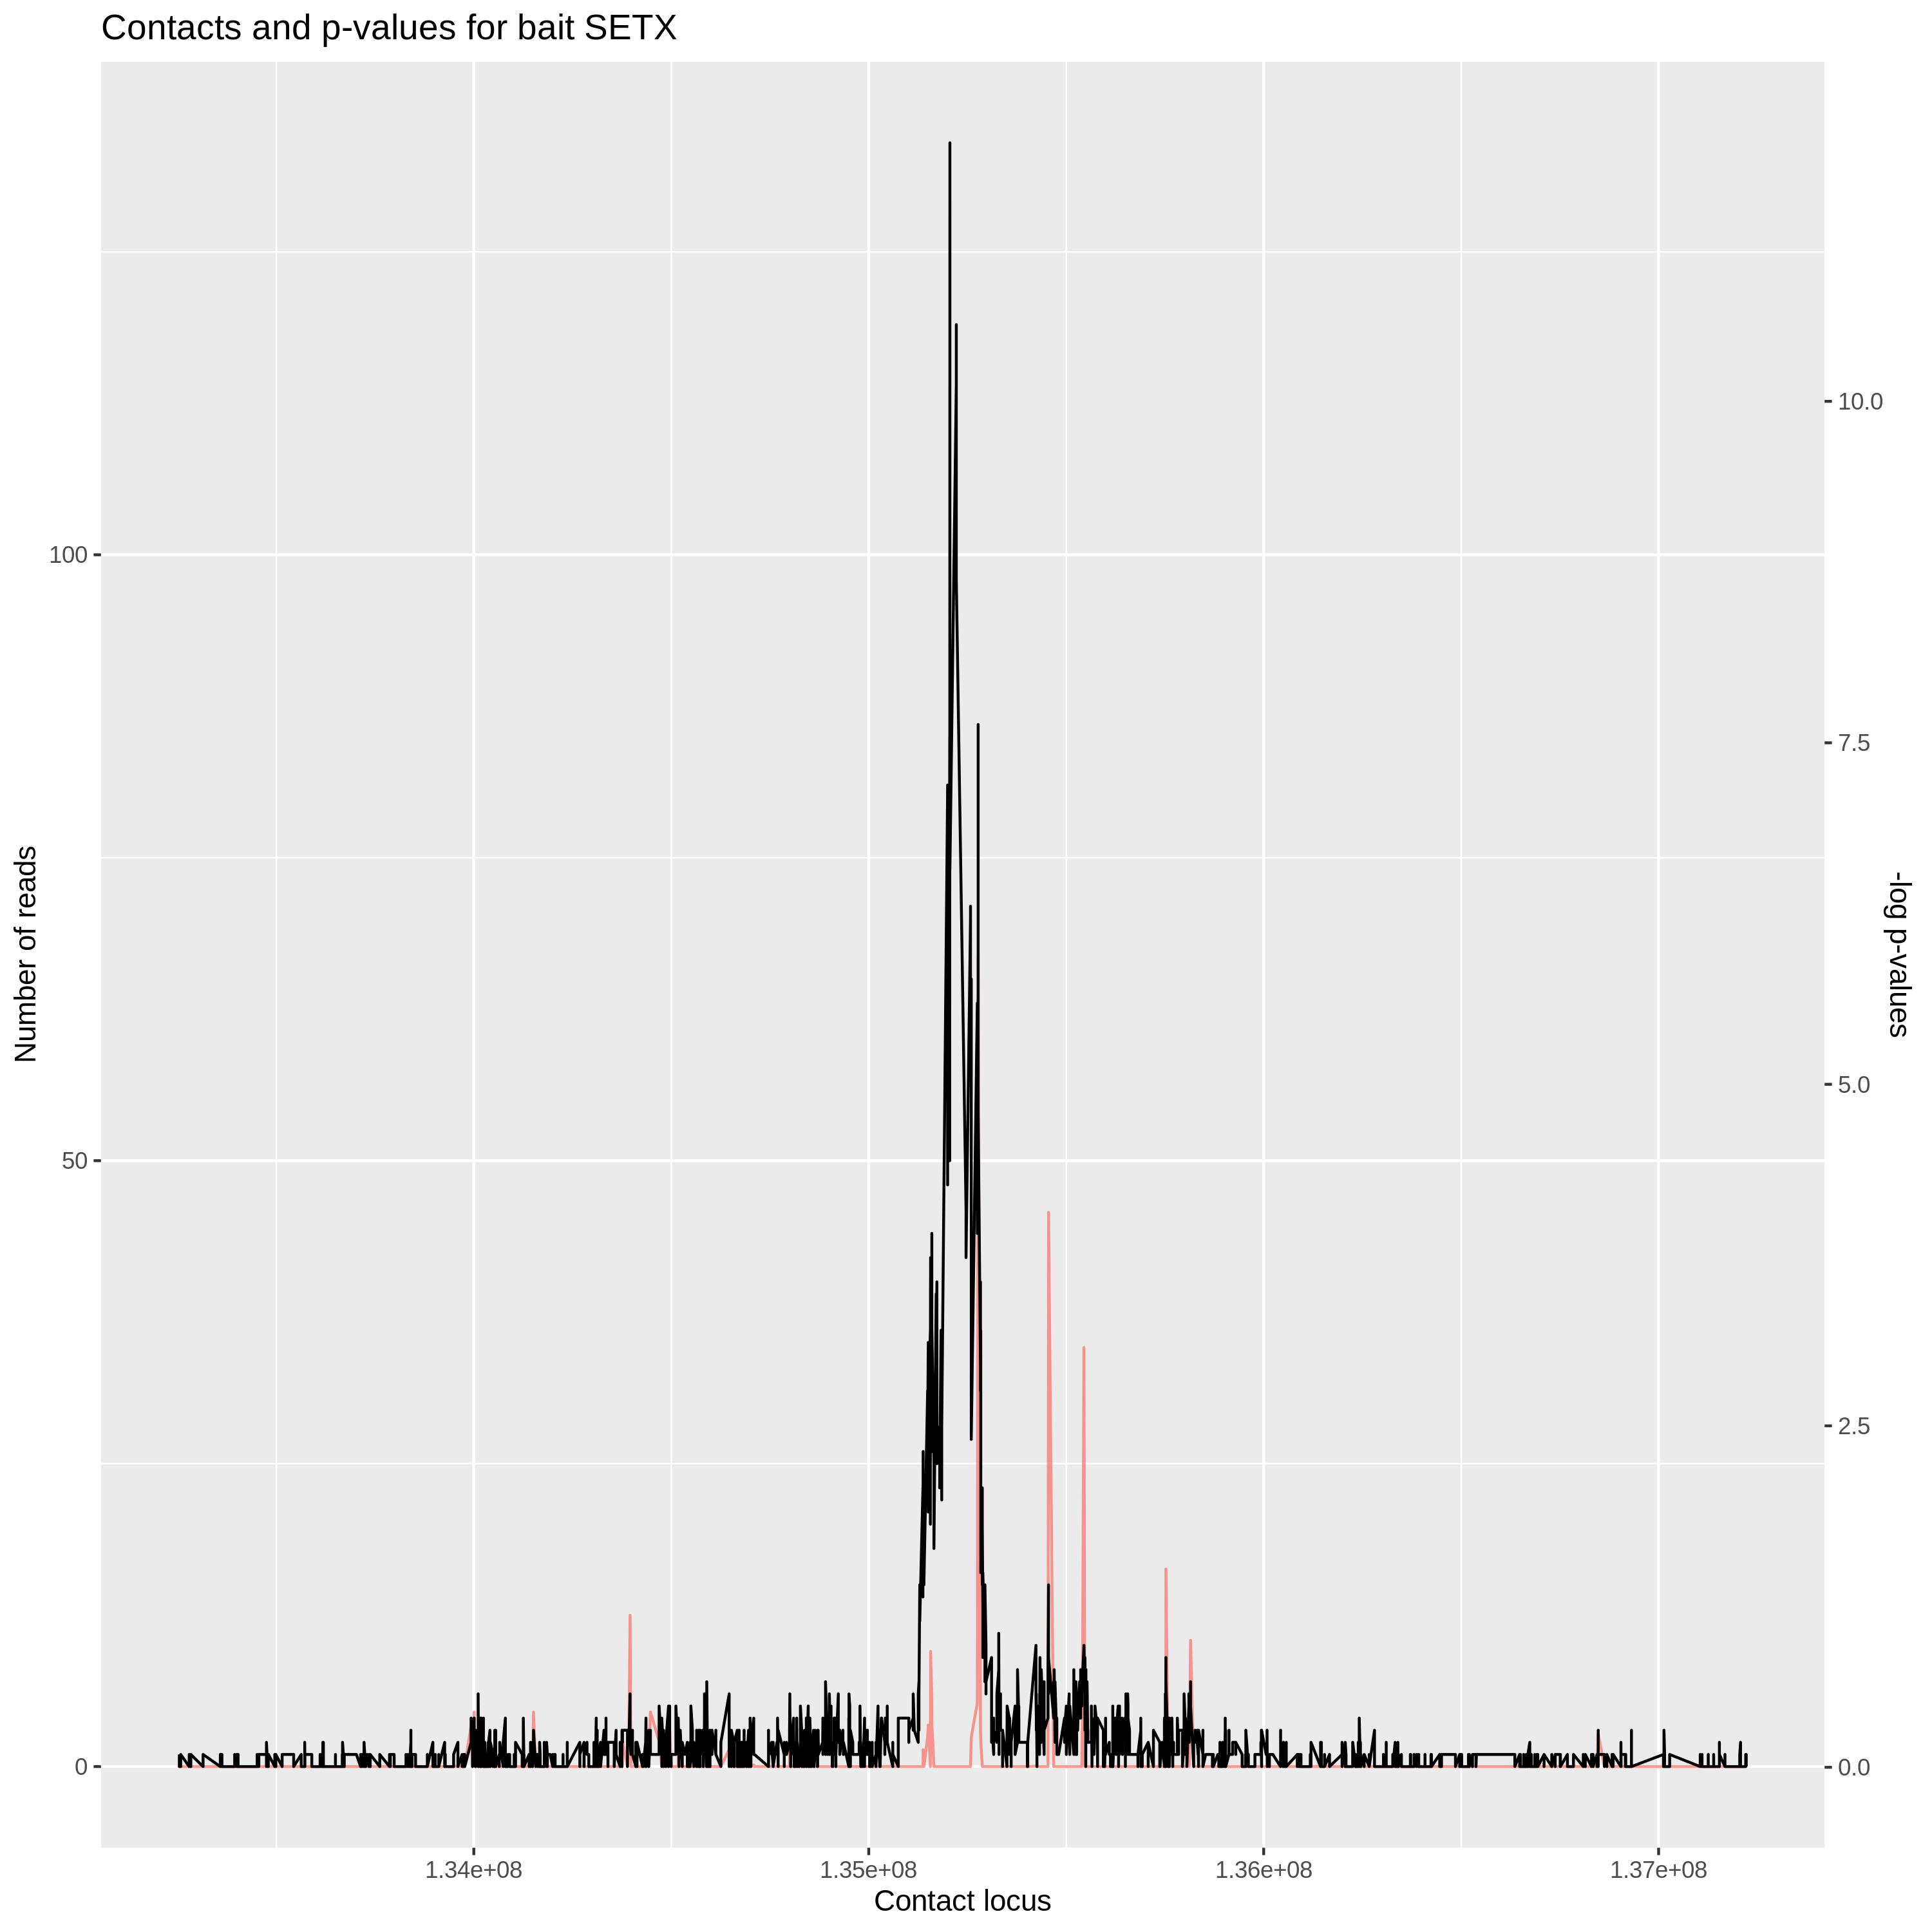 Contacts and p-values for bait SETX
Number of reads
100
50
0
10.0
7.5
5.0
2.5
0.0
-log p-values
1.34e+08
1.35e+08
1.36e+08
1.37e+08
Contact locus